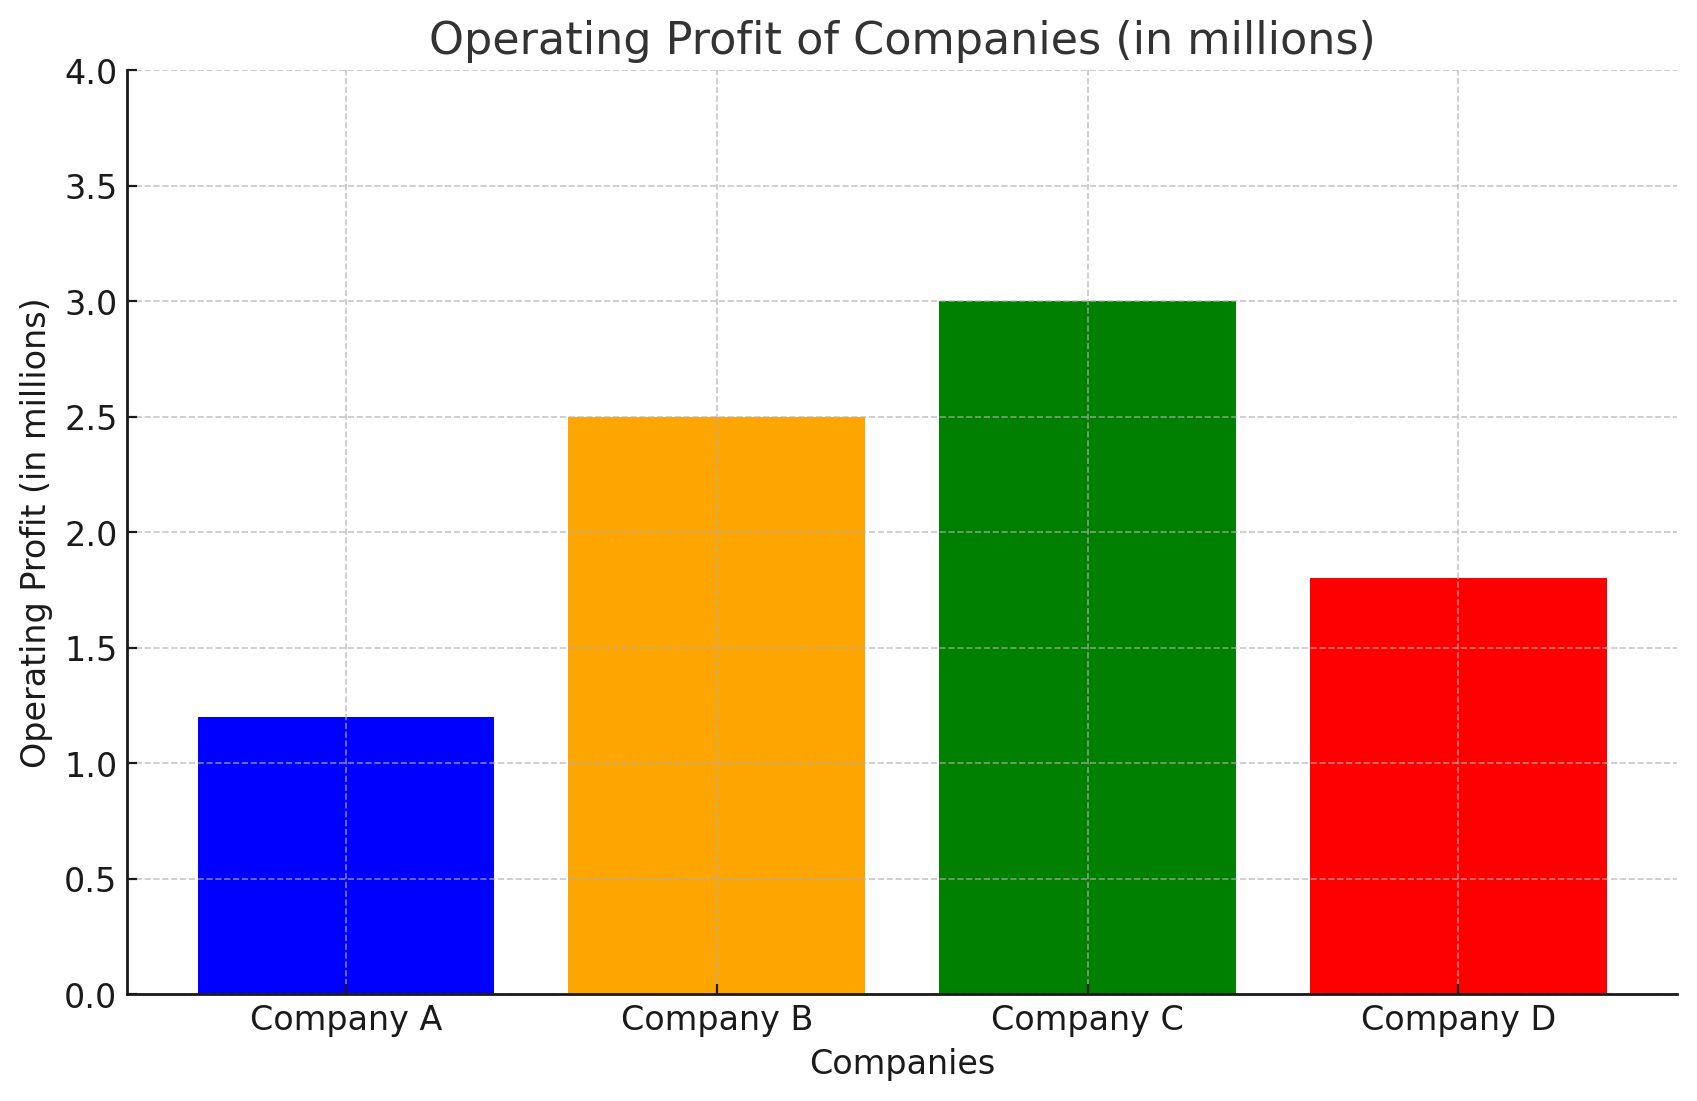 Operating Profit of Companies (in millions)
Operating Profit (in millions)
4.0
3.5
3.0
2.5
2.0
1.5
1.0
0.5
0.0
Company A Company B Company C Company D
Companies